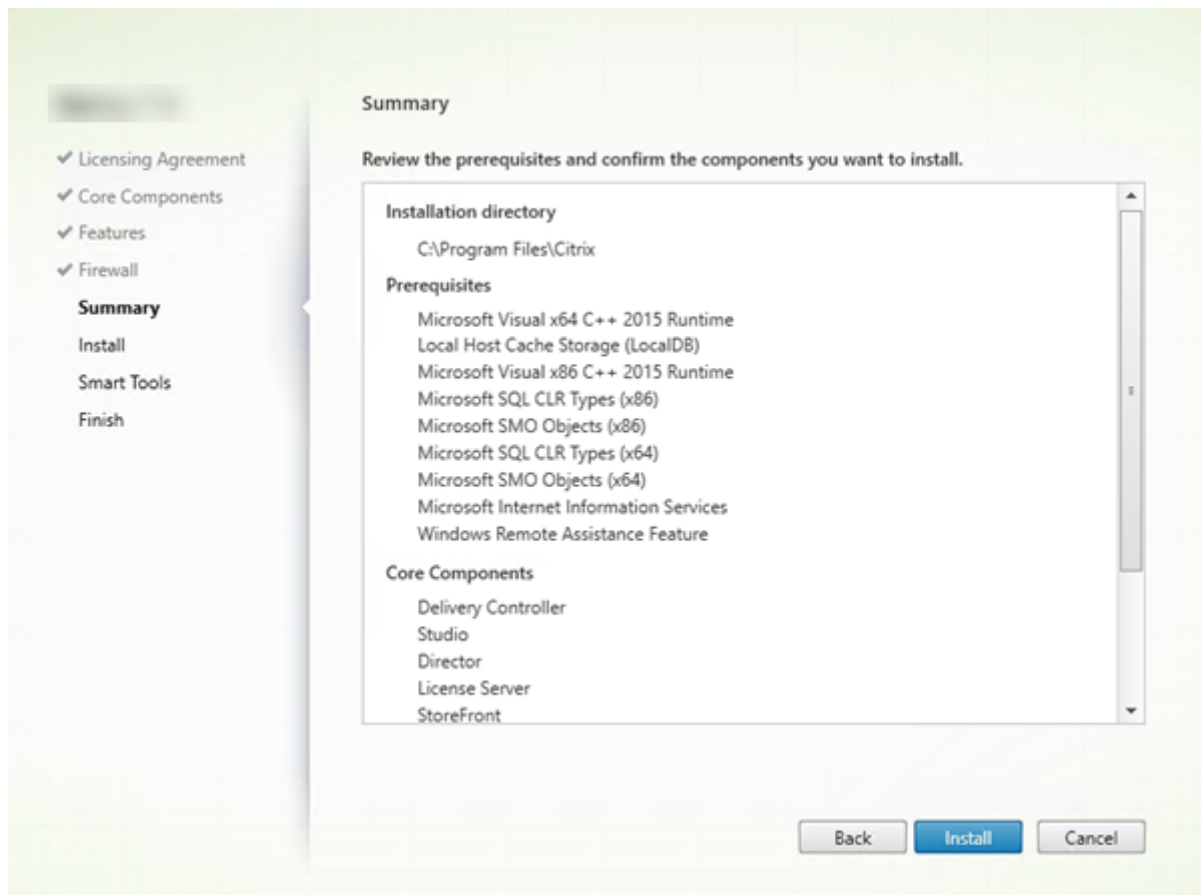 Licensing Agreement
Core Components
Features
Firewall
Summary
Install
Smart Tools
Finish
Summary
Review the prerequisites and confirm the components you want to install.
Installation directory
C:\Program Files\Citrix
Prerequisites
Microsoft Visual x64 C++ 2015 Runtime
Local Host Cache Storage (LocalDB)
Microsoft Visual x86 C++ 2015 Runtime
Microsoft SQL CLR Types (x86)
Microsoft SMO Objects (x86)
Microsoft SQL CLR Types (x64)
Microsoft SMO Objects (x64)
Microsoft Internet Information Services
Windows Remote Assistance Feature
Core Components
Delivery Controller
Studio
Director
License Server
StoreFront
Back
Install
Cancel